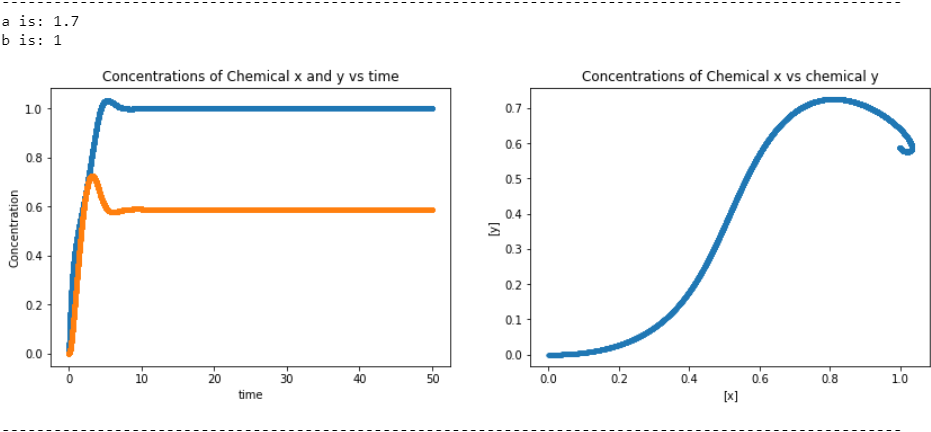 --------------------------------------------------------------------------------------------------
a is: 1.7
b is: 1
Concentrations of Chemical x and y vs time
1.0
0.8
0.6
0.4
0.2
0.0
Concentration
0 10 20 30 40 50
time
Concentrations of Chemical x vs chemical y
0.7
0.6
0.5
0.4
0.3
0.2
0.1
0.0
[y]
0.0 0.2 0.4 0.6 0.8 1.0
[x]
--------------------------------------------------------------------------------------------------